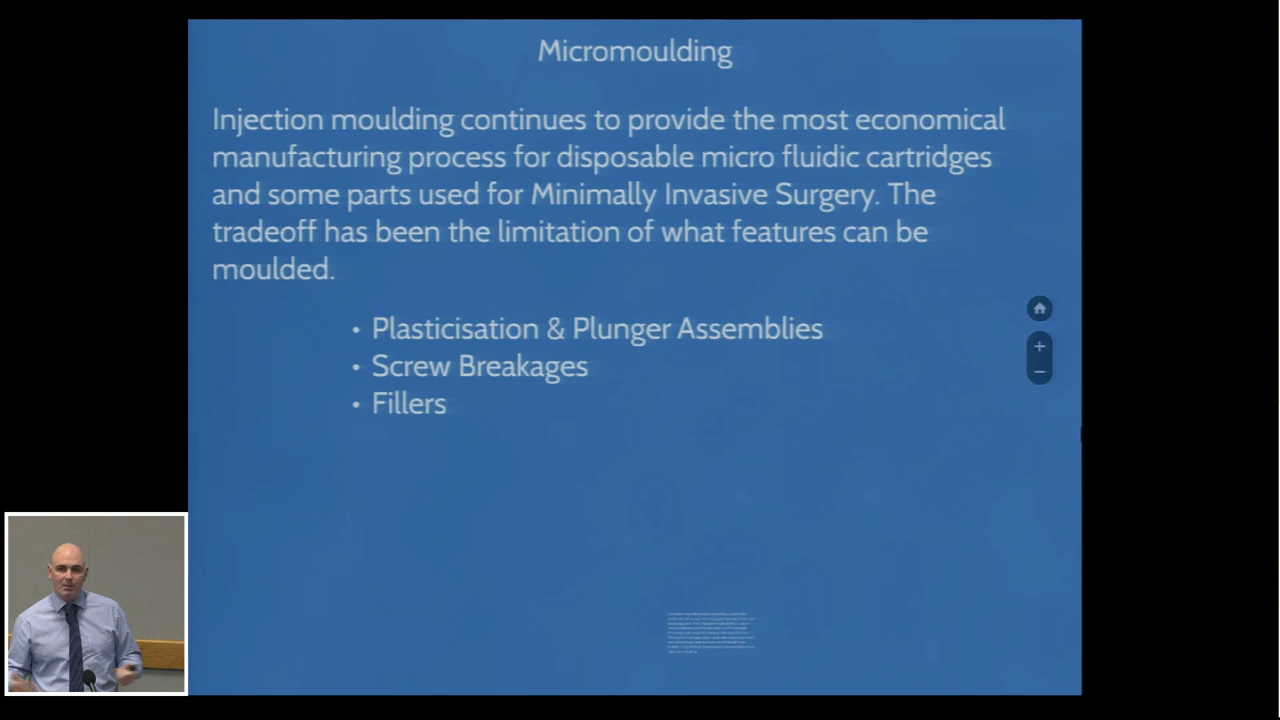 Micromoulding
Injection moulding continues to provide the most economical
manufacturing process for disposable micro fluidic cartridges
and some parts used for Minimally Invasive Surgery. The
tradeoff has been the limitation of what features can be
moulded.
• Plasticisation & Plunger Assemblies
• Screw Breakages
• Fillers